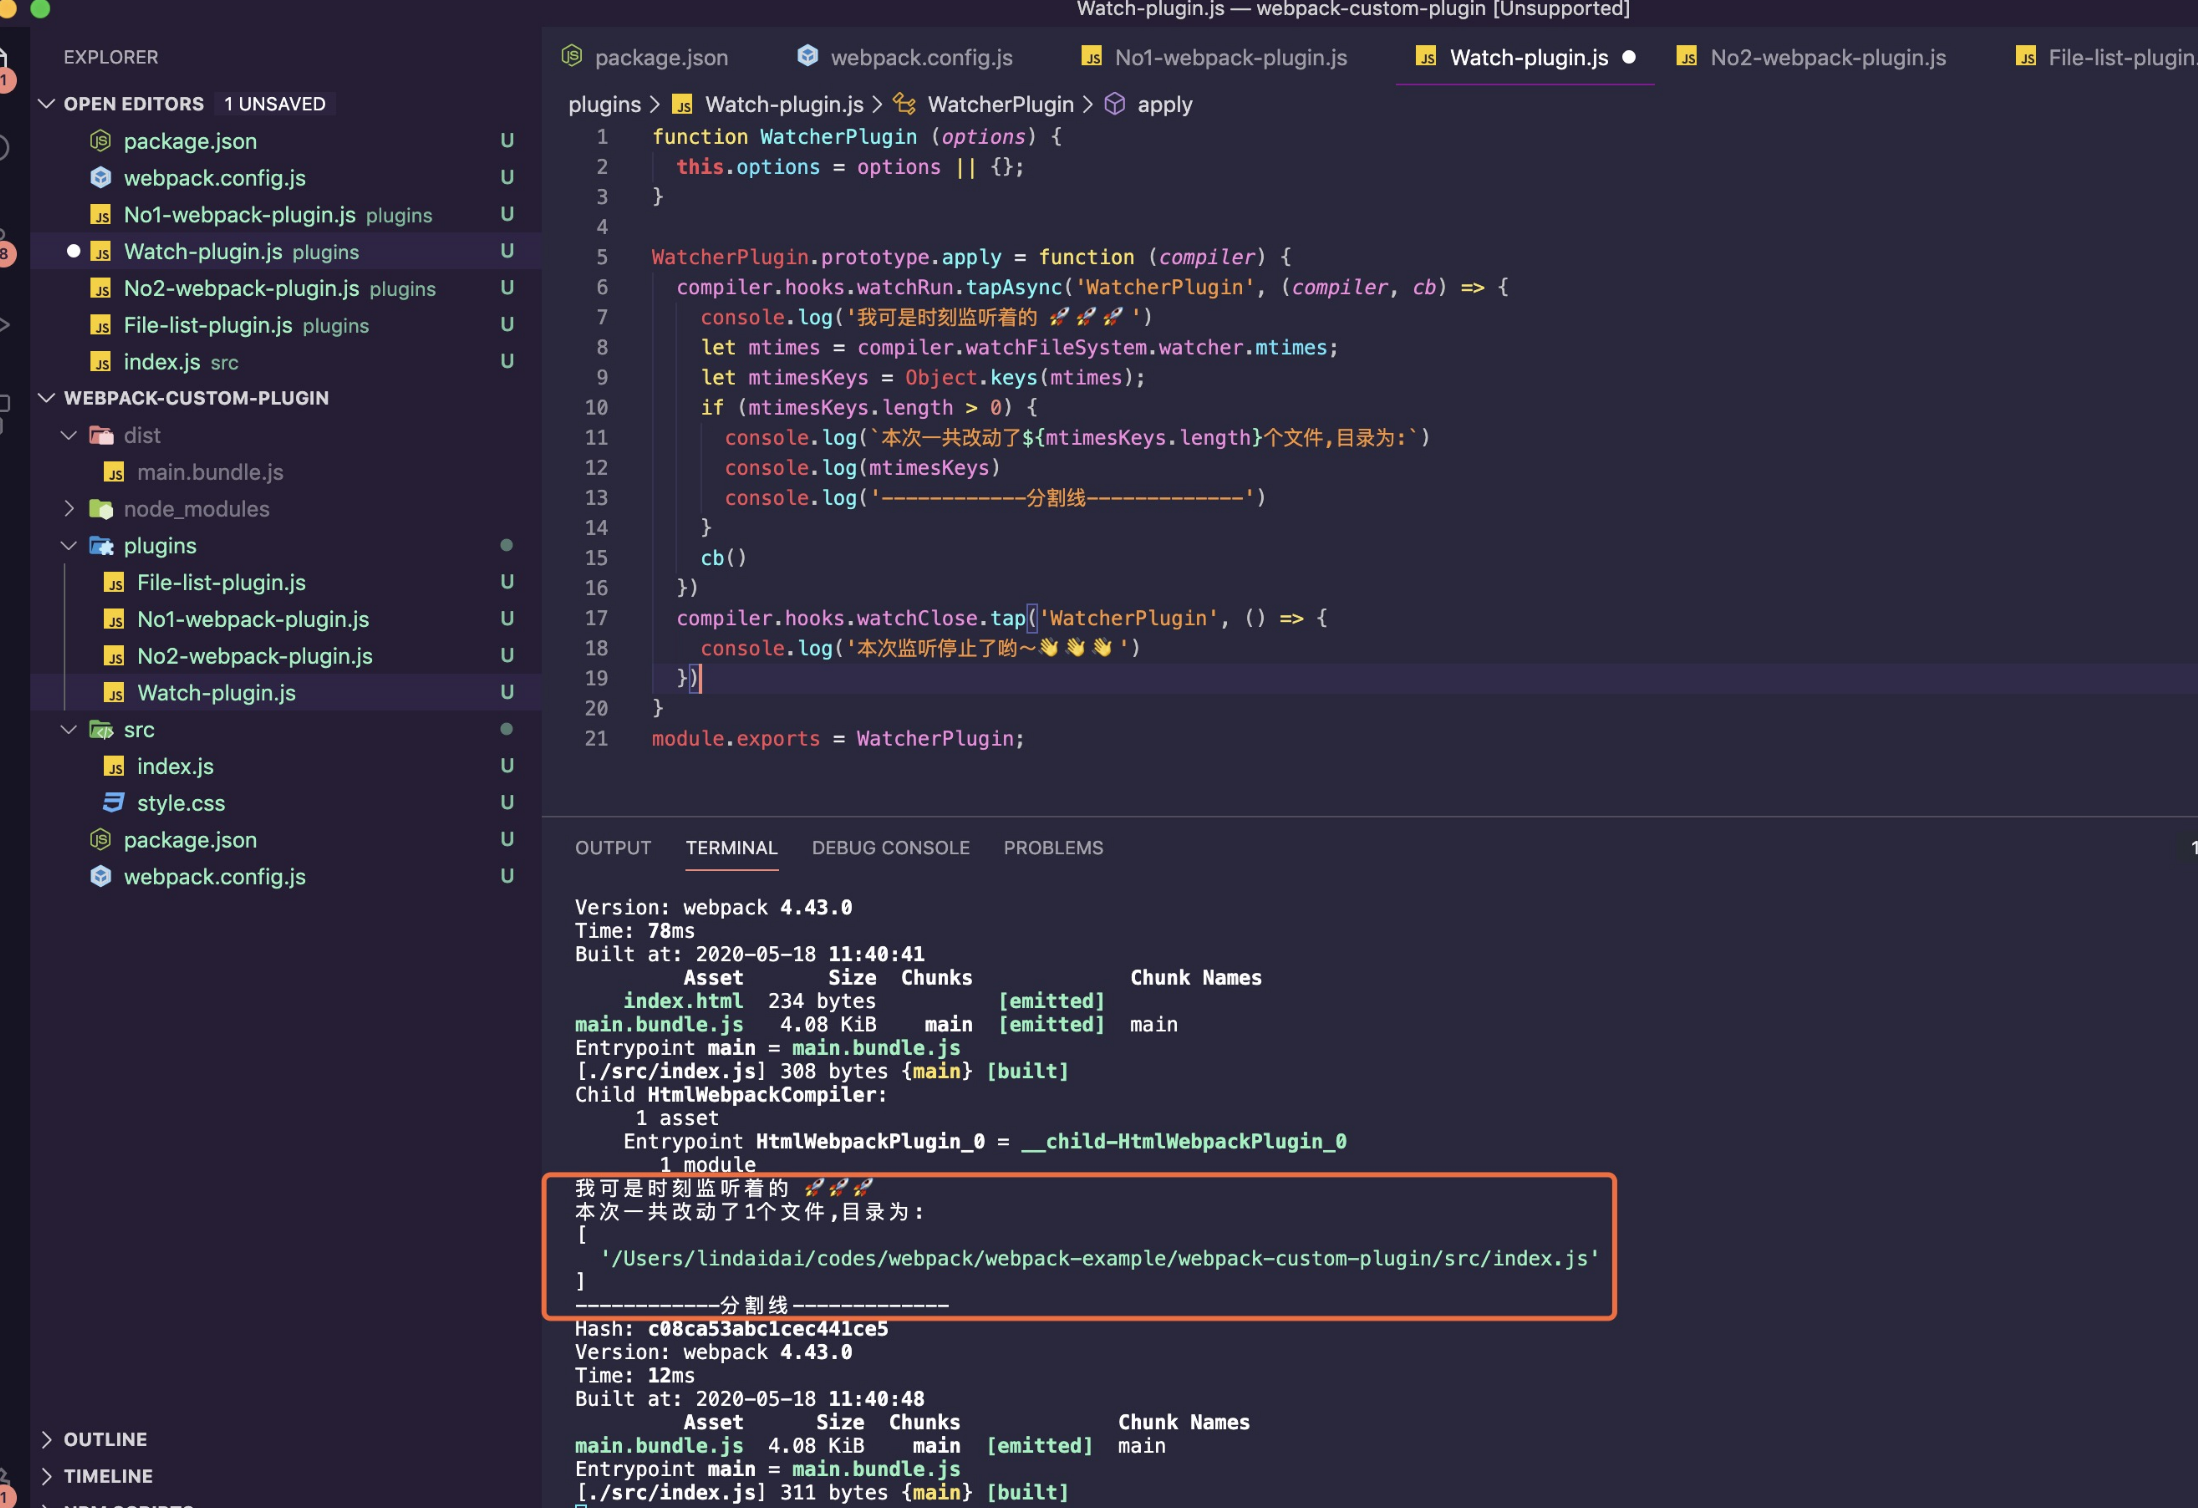 Watch-plugin.js — webpack-custom-plugin [Unsupported]
EXPLORER
OPEN EDITORS 1 UNSAVED
package.json U
webpack.config.js U
No1-webpack-plugin.js plugins U
Watch-plugin.js plugins U
No2-webpack-plugin.js plugins U
File-list-plugin.js plugins U
index.js src U
WEBPACK-CUSTOM-PLUGIN
dist
main.bundle.js
node_modules
plugins
File-list-plugin.js U
No1-webpack-plugin.js U
No2-webpack-plugin.js U
Watch-plugin.js U
src
index.js U
style.css U
package.json U
webpack.config.js U
OUTLINE
TIMELINE
package.json webpack.config.js No1-webpack-plugin.js Watch-plugin.js No2-webpack-plugin.js File-list-plugin.
plugins > Watch-plugin.js > WatcherPlugin > apply
1 function WatcherPlugin (options) {
2 this.options = options || {};
3 }
4
5 WatcherPlugin.prototype.apply = function (compiler) {
6 compiler.hooks.watchRun.tapAsync('WatcherPlugin', (compiler, cb) => {
7 console.log('我可是时刻监听着的 🚀🚀🚀')
8 let mtimes = compiler.watchFileSystem.watcher.mtimes;
9 let mtimesKeys = Object.keys(mtimes);
10 if (mtimesKeys.length > 0) {
11 console.log(`本次一共改动了${mtimesKeys.length}个文件,目录为:`)
12 console.log(mtimesKeys)
13 console.log('------------分割线-------------')
14 }
15 cb()
16 })
17 compiler.hooks.watchClose.tap('WatcherPlugin', () => {
18 console.log('本次监听停止了哟～👋👋👋')
19 })
20 }
21 module.exports = WatcherPlugin;
OUTPUT TERMINAL DEBUG CONSOLE PROBLEMS
Version: webpack 4.43.0
Time: 78ms
Built at: 2020-05-18 11:40:41
Asset Size Chunks Chunk Names
index.html 234 bytes [emitted]
main.bundle.js 4.08 KiB main [emitted] main
Entrypoint main = main.bundle.js
[./src/index.js] 308 bytes {main} [built]
Child HtmlWebpackCompiler:
1 asset
Entrypoint HtmlWebpackPlugin_0 = __child-HtmlWebpackPlugin_0
1 module
我可是时刻监听着的 🚀🚀🚀
本次一共改动了1个文件,目录为:
[
'/Users/lindaidai/codes/webpack/webpack-example/webpack-custom-plugin/src/index.js'
]
------------分割线-------------
Hash: c08ca53abc1cec441ce5
Version: webpack 4.43.0
Time: 12ms
Built at: 2020-05-18 11:40:48
Asset Size Chunks Chunk Names
main.bundle.js 4.08 KiB main [emitted] main
Entrypoint main = main.bundle.js
[./src/index.js] 311 bytes {main} [built]